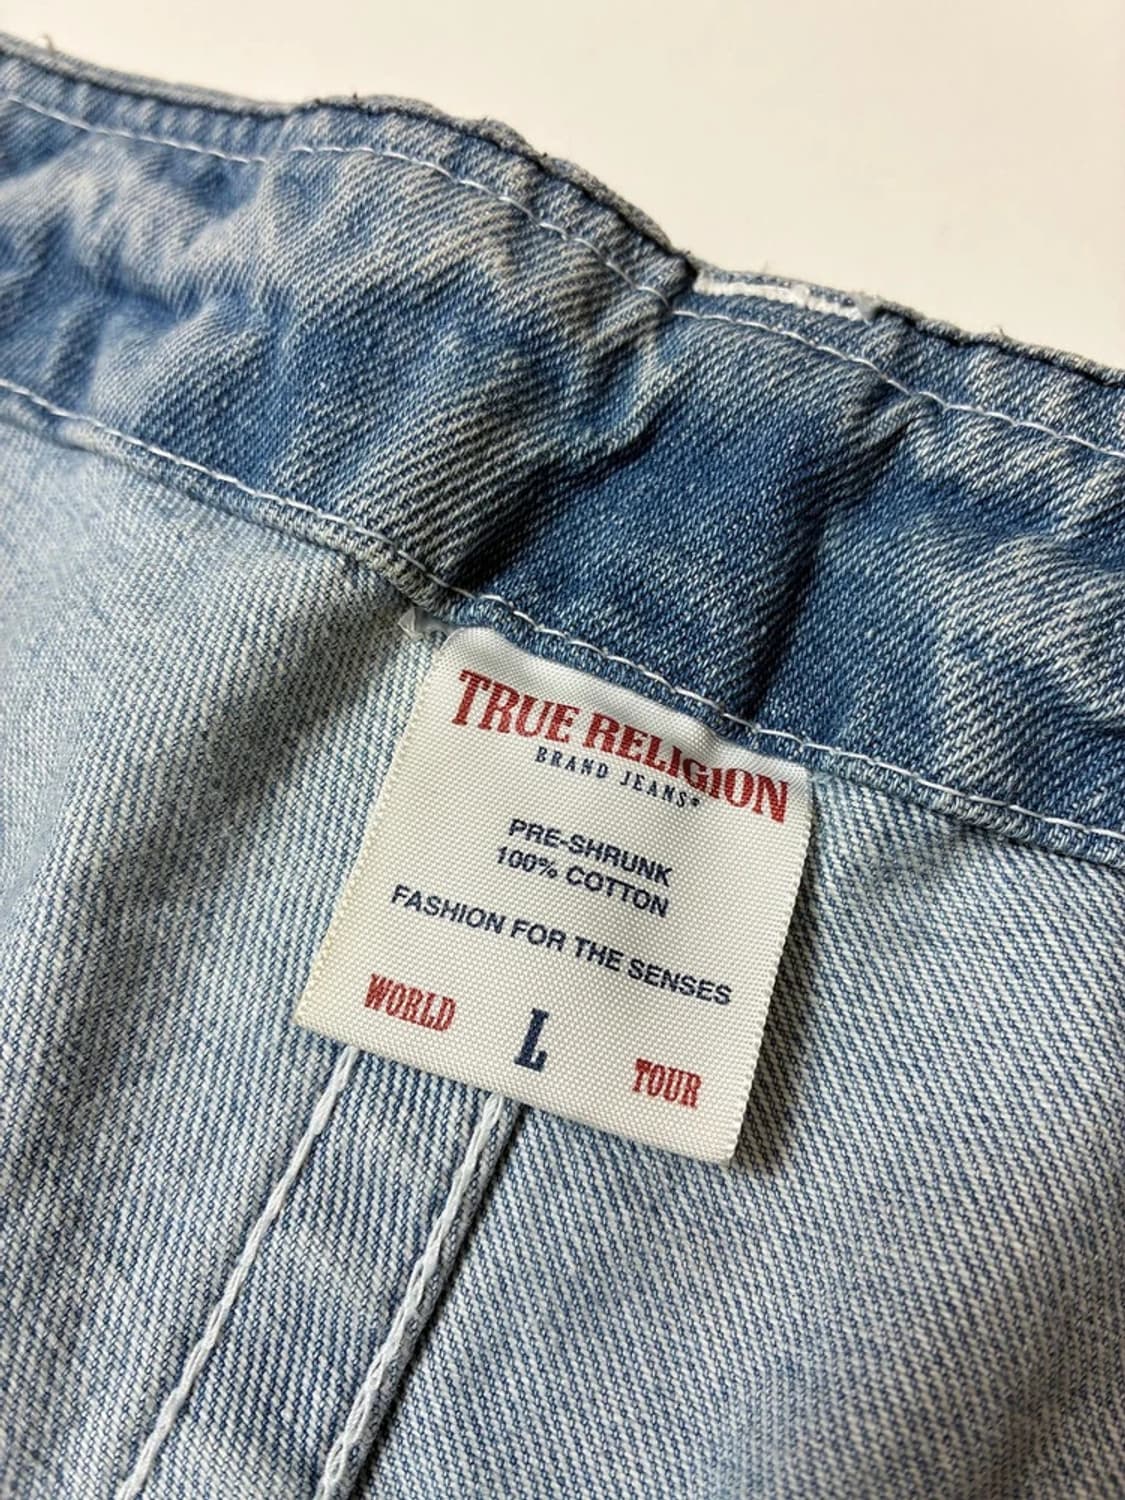 TRUE RELIGION
BRAND JEANS®
PRE-SHRUNK
100% COTTON
FASHION FOR THE SENSES
WORLD L TOUR